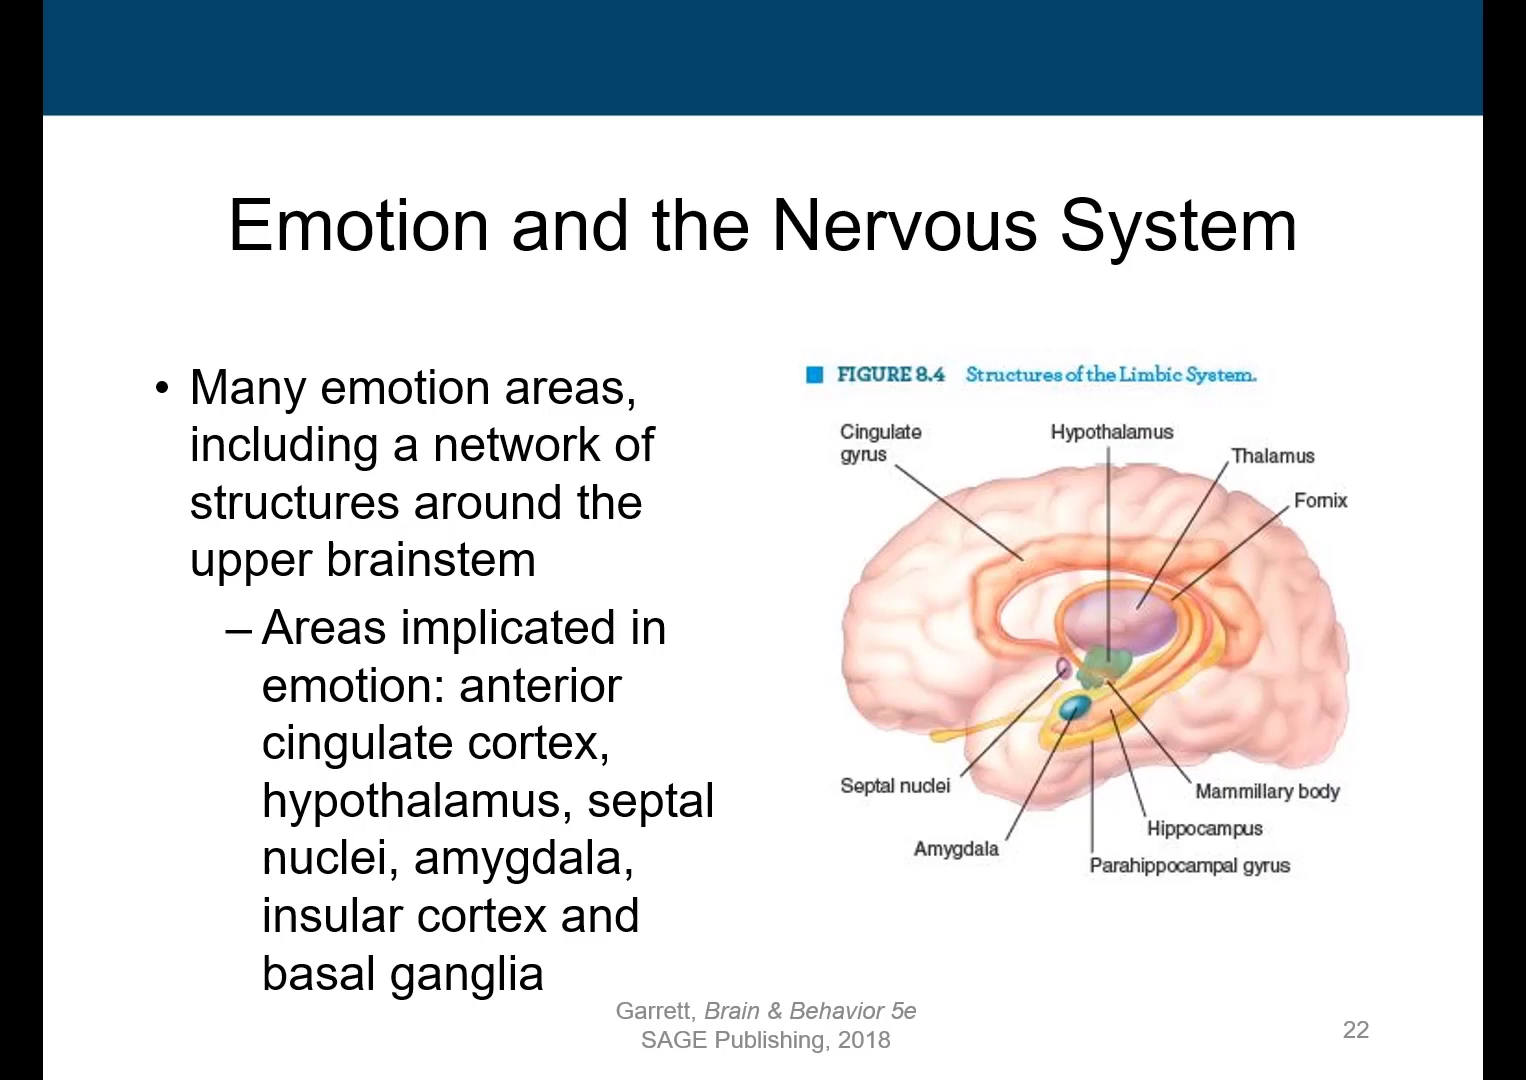 Emotion and the Nervous System
• Many emotion areas,
including a network of
structures around the
upper brainstem
– Areas implicated in
emotion: anterior
cingulate cortex,
hypothalamus, septal
nuclei, amygdala,
insular cortex and
basal ganglia
FIGURE 8.4 Structures of the Limbic System.
Cingulate
gyrus
Hypothalamus
Thalamus
Fornix
Septal nuclei
Amygdala
Mammillary body
Hippocampus
Parahippocampal gyrus
Garrett, Brain & Behavior 5e
SAGE Publishing, 2018
22